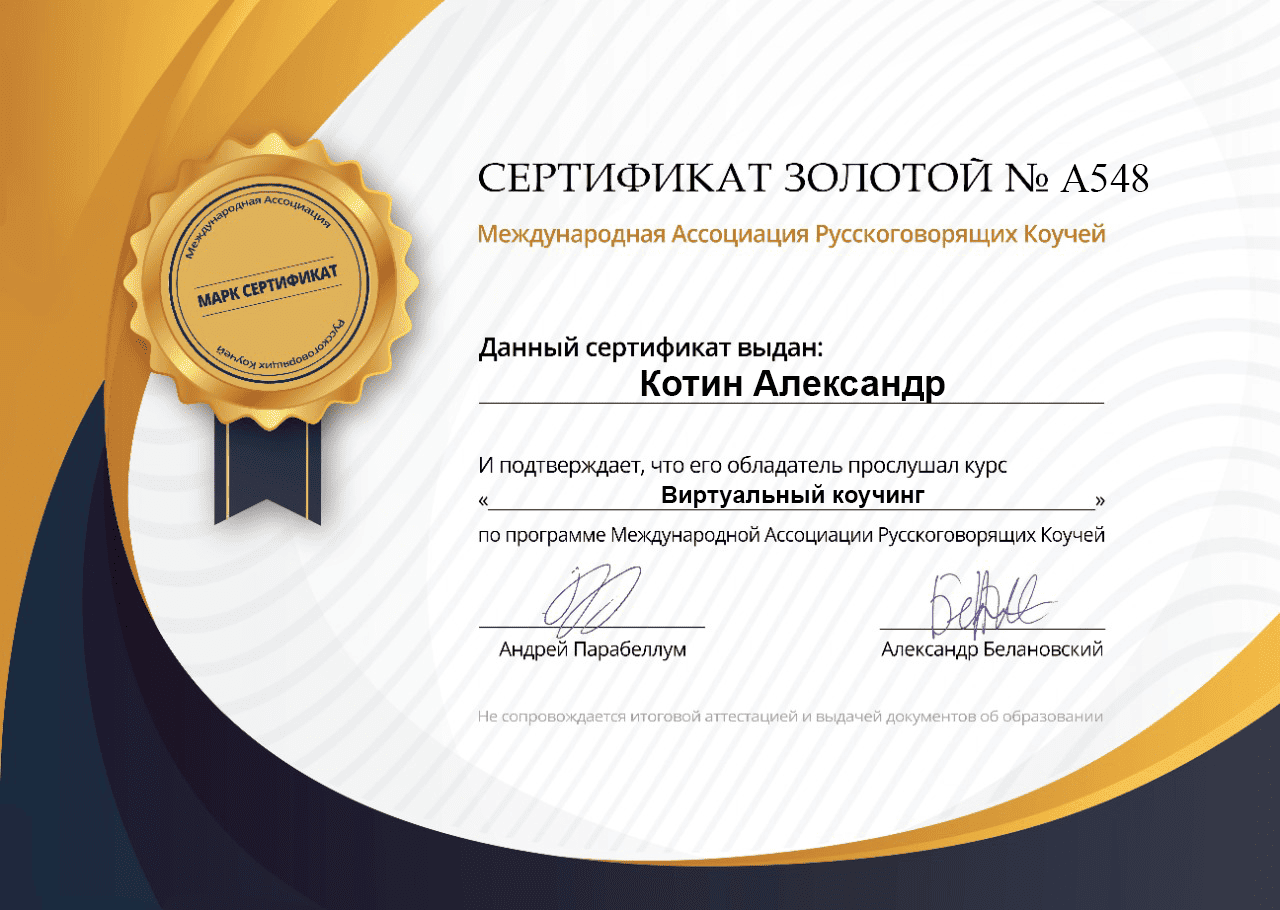 СЕРТИФИКАТ ЗОЛОТОЙ № А548
Международная Ассоциация Русскоговорящих Коучей
Международная Ассоциация
МАРК СЕРТИФИКАТ
Русскоговорящих Коучей
Данный сертификат выдан:
Котин Александр
И подтверждает, что его обладатель прослушал курс
«Виртуальный коучинг»
по программе Международной Ассоциации Русскоговорящих Коучей
Андрей Парабеллум
Александр Белановский
Не сопровождается итоговой аттестацией и выдачей документов об образовании